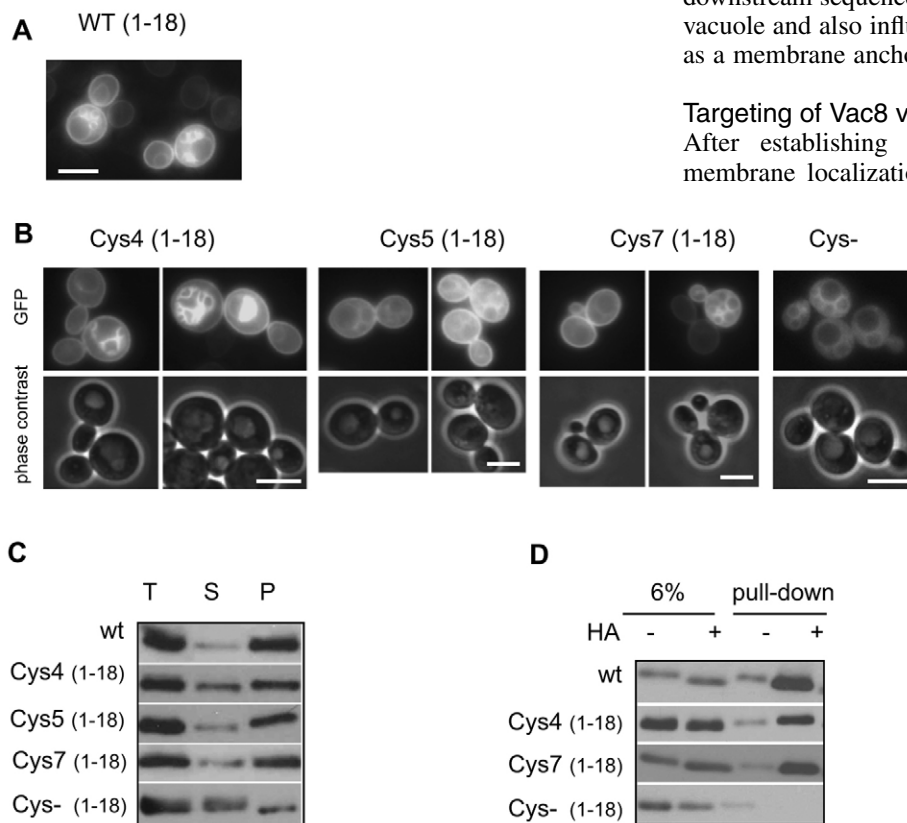 downstream sequence
vacuole and also influ
as a membrane ancho
Targeting of Vac8 v
After establishing
membrane localizatio
A WT (1-18)
B Cys4 (1-18) Cys5 (1-18) Cys7 (1-18) Cys-
GFP
phase contrast
C
T S P
wt
Cys4 (1-18)
Cys5 (1-18)
Cys7 (1-18)
Cys- (1-18)
D
6% pull-down
HA - + - +
wt
Cys4 (1-18)
Cys7 (1-18)
Cys- (1-18)